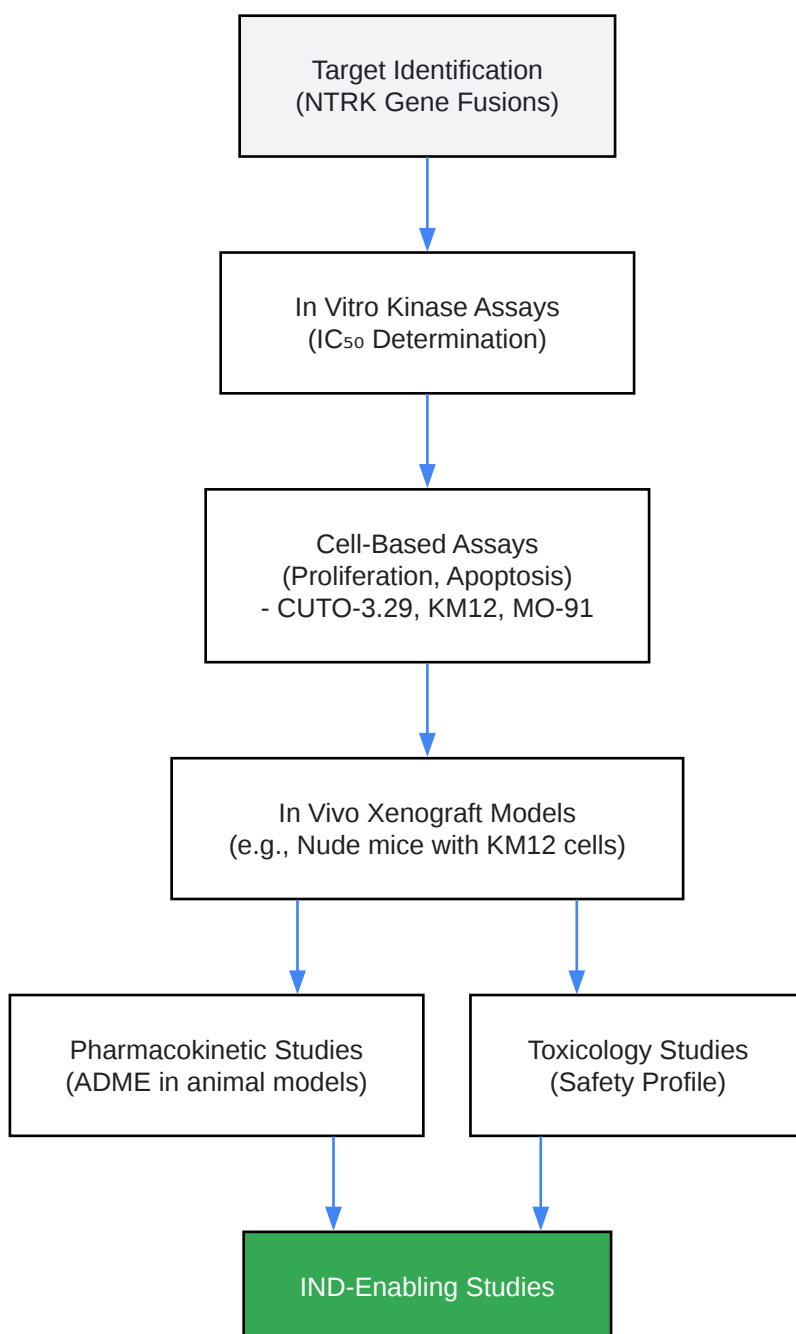 Target Identification
(NTRK Gene Fusions)
In Vitro Kinase Assays
(IC₅₀ Determination)
Cell-Based Assays
(Proliferation, Apoptosis)
- CUTO-3.29, KM12, MO-91
In Vivo Xenograft Models
(e.g., Nude mice with KM12 cells)
Pharmacokinetic Studies
(ADME in animal models)
Toxicology Studies
(Safety Profile)
IND-Enabling Studies